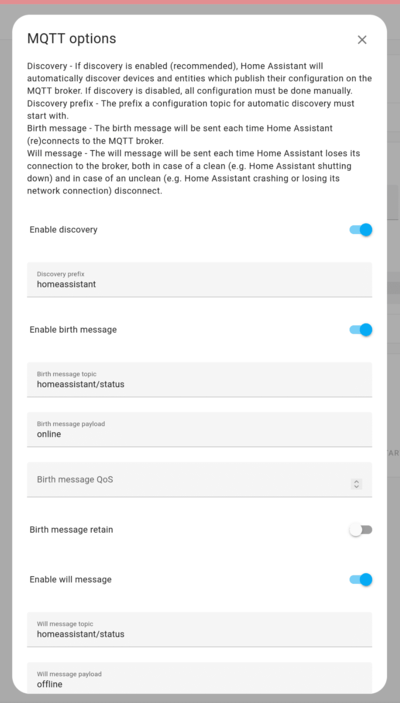 MQTT options
Discovery - If discovery is enabled (recommended), Home Assistant will
automatically discover devices and entities which publish their configuration on the
MQTT broker. If discovery is disabled, all configuration must be done manually.
Discovery prefix - The prefix a configuration topic for automatic discovery must
start with.
Birth message - The birth message will be sent each time Home Assistant
(re)connects to the MQTT broker.
Will message - The will message will be sent each time Home Assistant loses its
connection to the broker, both in case of a clean (e.g. Home Assistant shutting
down) and in case of an unclean (e.g. Home Assistant crashing or losing its
network connection) disconnect.
Enable discovery
Discovery prefix
homeassistant
Enable birth message
Birth message topic
homeassistant/status
Birth message payload
online
Birth message QoS
Birth message retain
Enable will message
Will message topic
homeassistant/status
Will message payload
offline